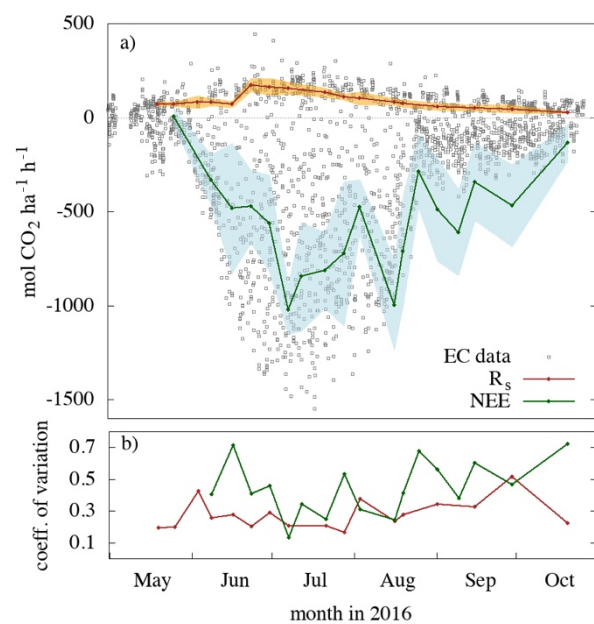 500
a)
0
mol CO2 ha−1 h−1
-500
-1000
EC data
Rs
NEE
-1500
b)
0.7
coeff. of variation
0.5
0.3
0.1
May Jun Jul Aug Sep Oct
month in 2016